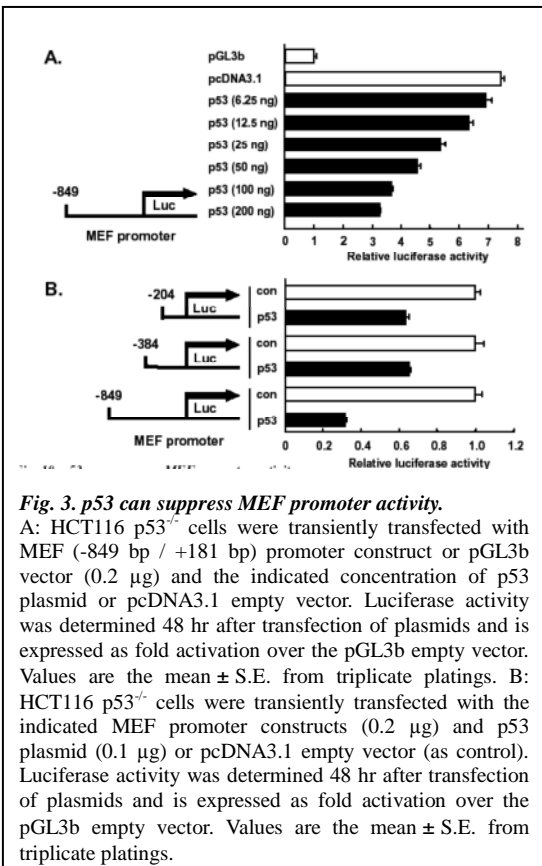 A.
pGL3b
pcDNA3.1
p53 (6.25 ng)
p53 (12.5 ng)
p53 (25 ng)
p53 (50 ng)
p53 (100 ng)
p53 (200 ng)
-849
Luc
MEF promoter
0 1 2 3 4 5 6 7 8
Relative luciferase activity
B.
-204
Luc
con
p53
-384
Luc
con
p53
-849
Luc
con
p53
MEF promoter
0 0.2 0.4 0.6 0.8 1.0 1.2
Relative luciferase activity
Fig. 3. p53 can suppress MEF promoter activity.
A: HCT116 p53-/- cells were transiently transfected with
MEF (-849 bp / +181 bp) promoter construct or pGL3b
vector (0.2 µg) and the indicated concentration of p53
plasmid or pcDNA3.1 empty vector. Luciferase activity
was determined 48 hr after transfection of plasmids and is
expressed as fold activation over the pGL3b empty vector.
Values are the mean ± S.E. from triplicate platings. B:
HCT116 p53-/- cells were transiently transfected with the
indicated MEF promoter constructs (0.2 µg) and p53
plasmid (0.1 µg) or pcDNA3.1 empty vector (as control).
Luciferase activity was determined 48 hr after transfection
of plasmids and is expressed as fold activation over the
pGL3b empty vector. Values are the mean ± S.E. from
triplicate platings.